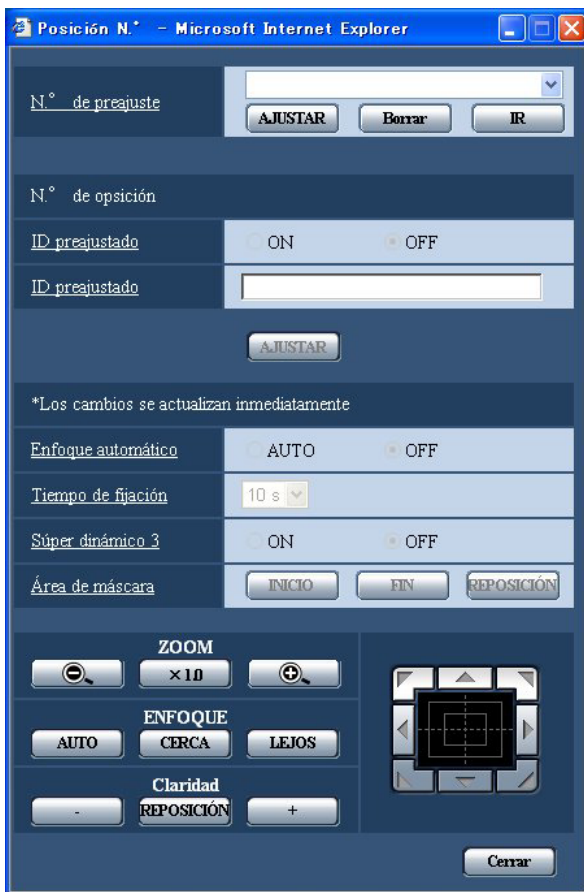 Posición N.° - Microsoft Internet Explorer
N.° de preajuste
AJUSTAR Borrar IR
N.° de opsición
ID preajustado ON OFF
ID preajustado
AJUSTAR
*Los cambios se actualizan inmediatamente
Enfoque automático AUTO OFF
Tiempo de fijación 10 s
Súper dinámico 3 ON OFF
Área de máscara INICIO FIN REPOSICIÓN
ZOOM
×1.0
ENFOQUE
AUTO CERCA LEJOS
Claridad
- REPOSICIÓN +
Cerrar